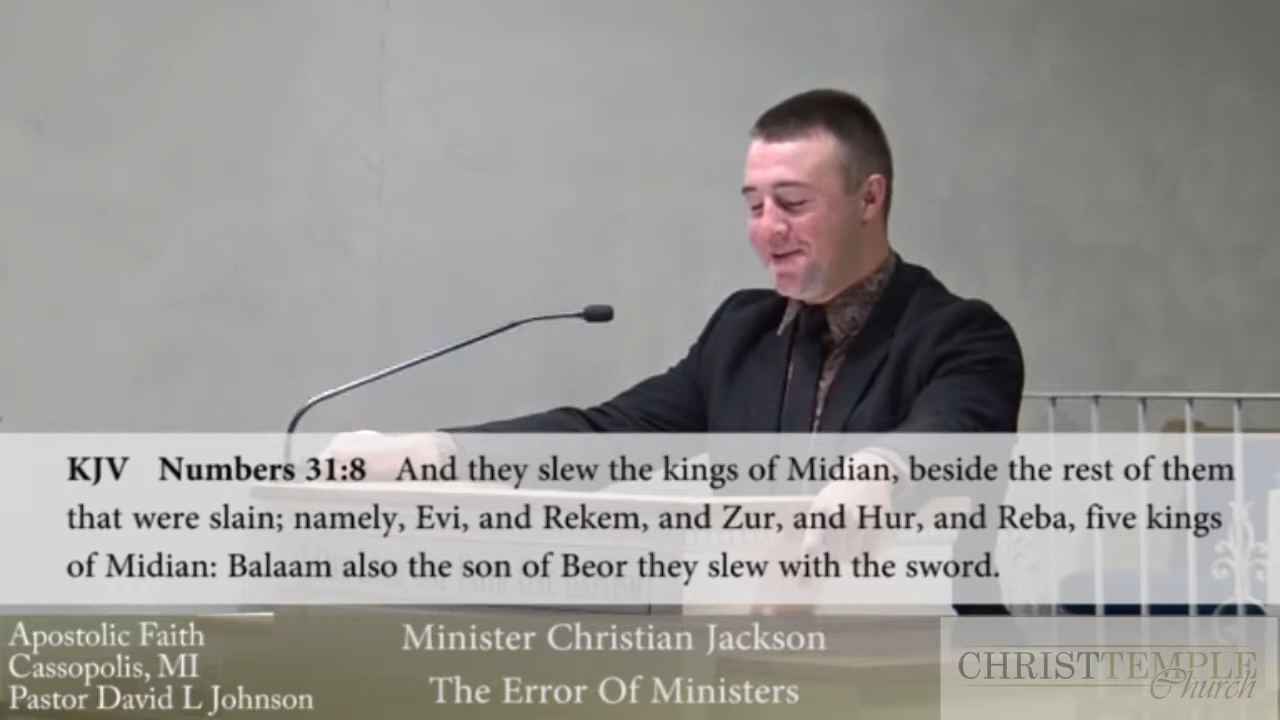 KJV Numbers 31:8 And they slew the kings of Midian, beside the rest of them
that were slain; namely, Evi, and Rekem, and Zur, and Hur, and Reba, five kings
of Midian: Balaam also the son of Beor they slew with the sword.
Apostolic Faith
Cassopolis, MI
Pastor David L Johnson
Minister Christian Jackson
The Error Of Ministers
CHRISTTEMPLE
Church